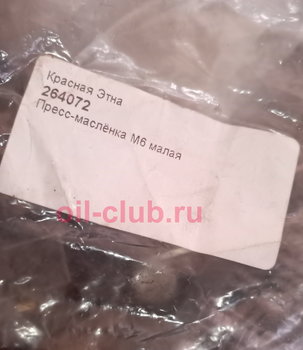 Красная Этна
264072
Пресс-маслёнка М6 малая
oil-club.ru